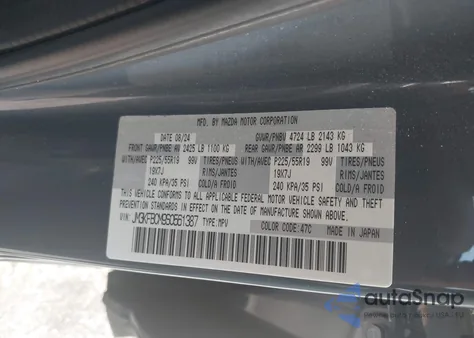 MFD. BY MAZDA MOTOR CORPORATION
DATE 08/24 GVWR/PNBV 4724 LB 2143 KG
FRONT GAWR/PNBE AV 2425 LB 1100 KG REAR GAWR/PNBE AR 2299 LB 1043 KG
WITH/AVEC P225/55R19 99V TIRES/PNEUS WITH/AVEC P225/55R19 99V TIRES/PNEUS
19X7J RIMS/JANTES 19X7J RIMS/JANTES
240 KPA/35 PSI 240 KPA/35 PSI
THIS VEHICLE CONFORMS TO ALL APPLICABLE FEDERAL MOTOR VEHICLE SAFETY AND THEFT
PREVENTION STANDARDS IN EFFECT ON THE DATE OF MANUFACTURE SHOWN ABOVE.
VIN: JM3KFBCM9S0661387 TYPE:MPV
COLOR CODE:47C MADE IN JAPAN
autoSnap